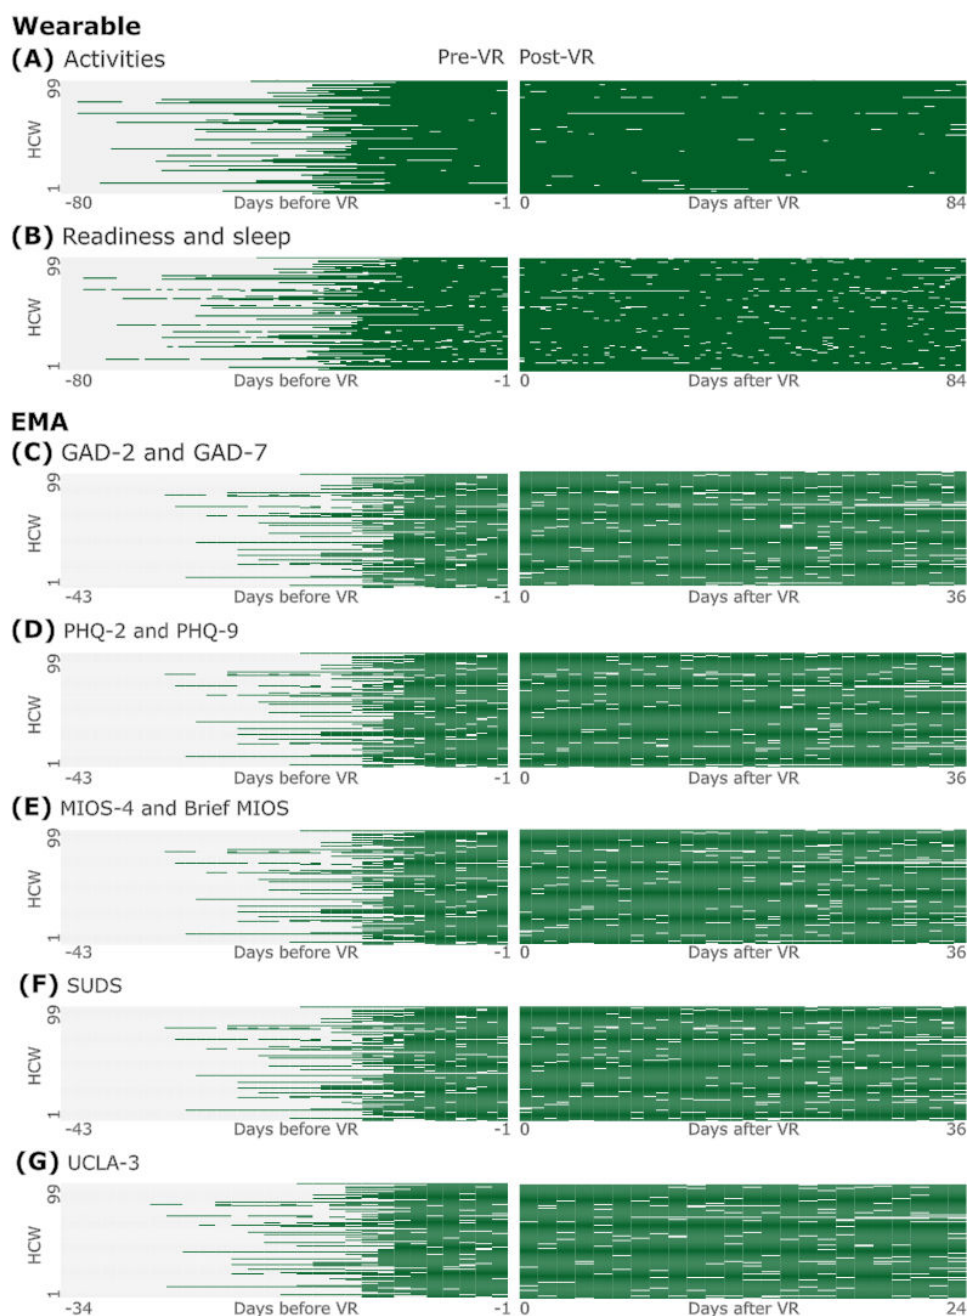 Wearable
(A) Activities Pre-VR Post-VR
99
HCW
1
-80 Days before VR -1 0 Days after VR 84
(B) Readiness and sleep
99
HCW
1
-80 Days before VR -1 0 Days after VR 84
EMA
(C) GAD-2 and GAD-7
99
HCW
1
-43 Days before VR -1 0 Days after VR 36
(D) PHQ-2 and PHQ-9
99
HCW
1
-43 Days before VR -1 0 Days after VR 36
(E) MIOS-4 and Brief MIOS
99
HCW
1
-43 Days before VR -1 0 Days after VR 36
(F) SUDS
99
HCW
1
-43 Days before VR -1 0 Days after VR 36
(G) UCLA-3
99
HCW
1
-34 Days before VR -1 0 Days after VR 24